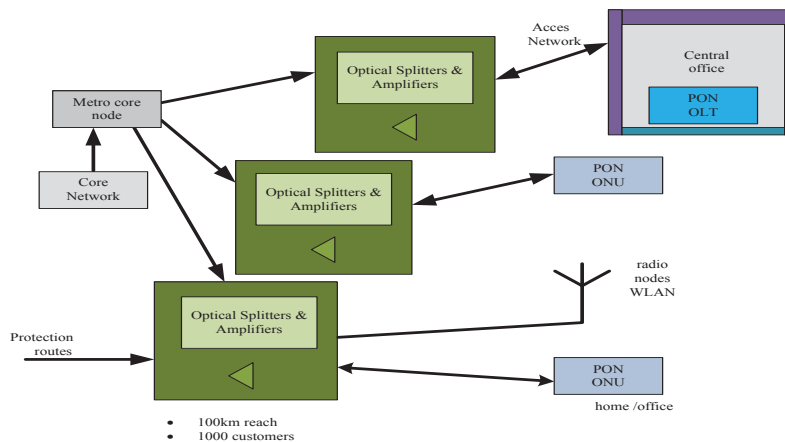 Acces
Network
Optical Splitters &
Amplifiers
Central
office
PON
OLT
Metro core
node
Core
Network
Optical Splitters &
Amplifiers
PON
ONU
radio
nodes
WLAN
Optical Splitters &
Amplifiers
Protection
routes
PON
ONU
home /office
• 100km reach
• 1000 customers